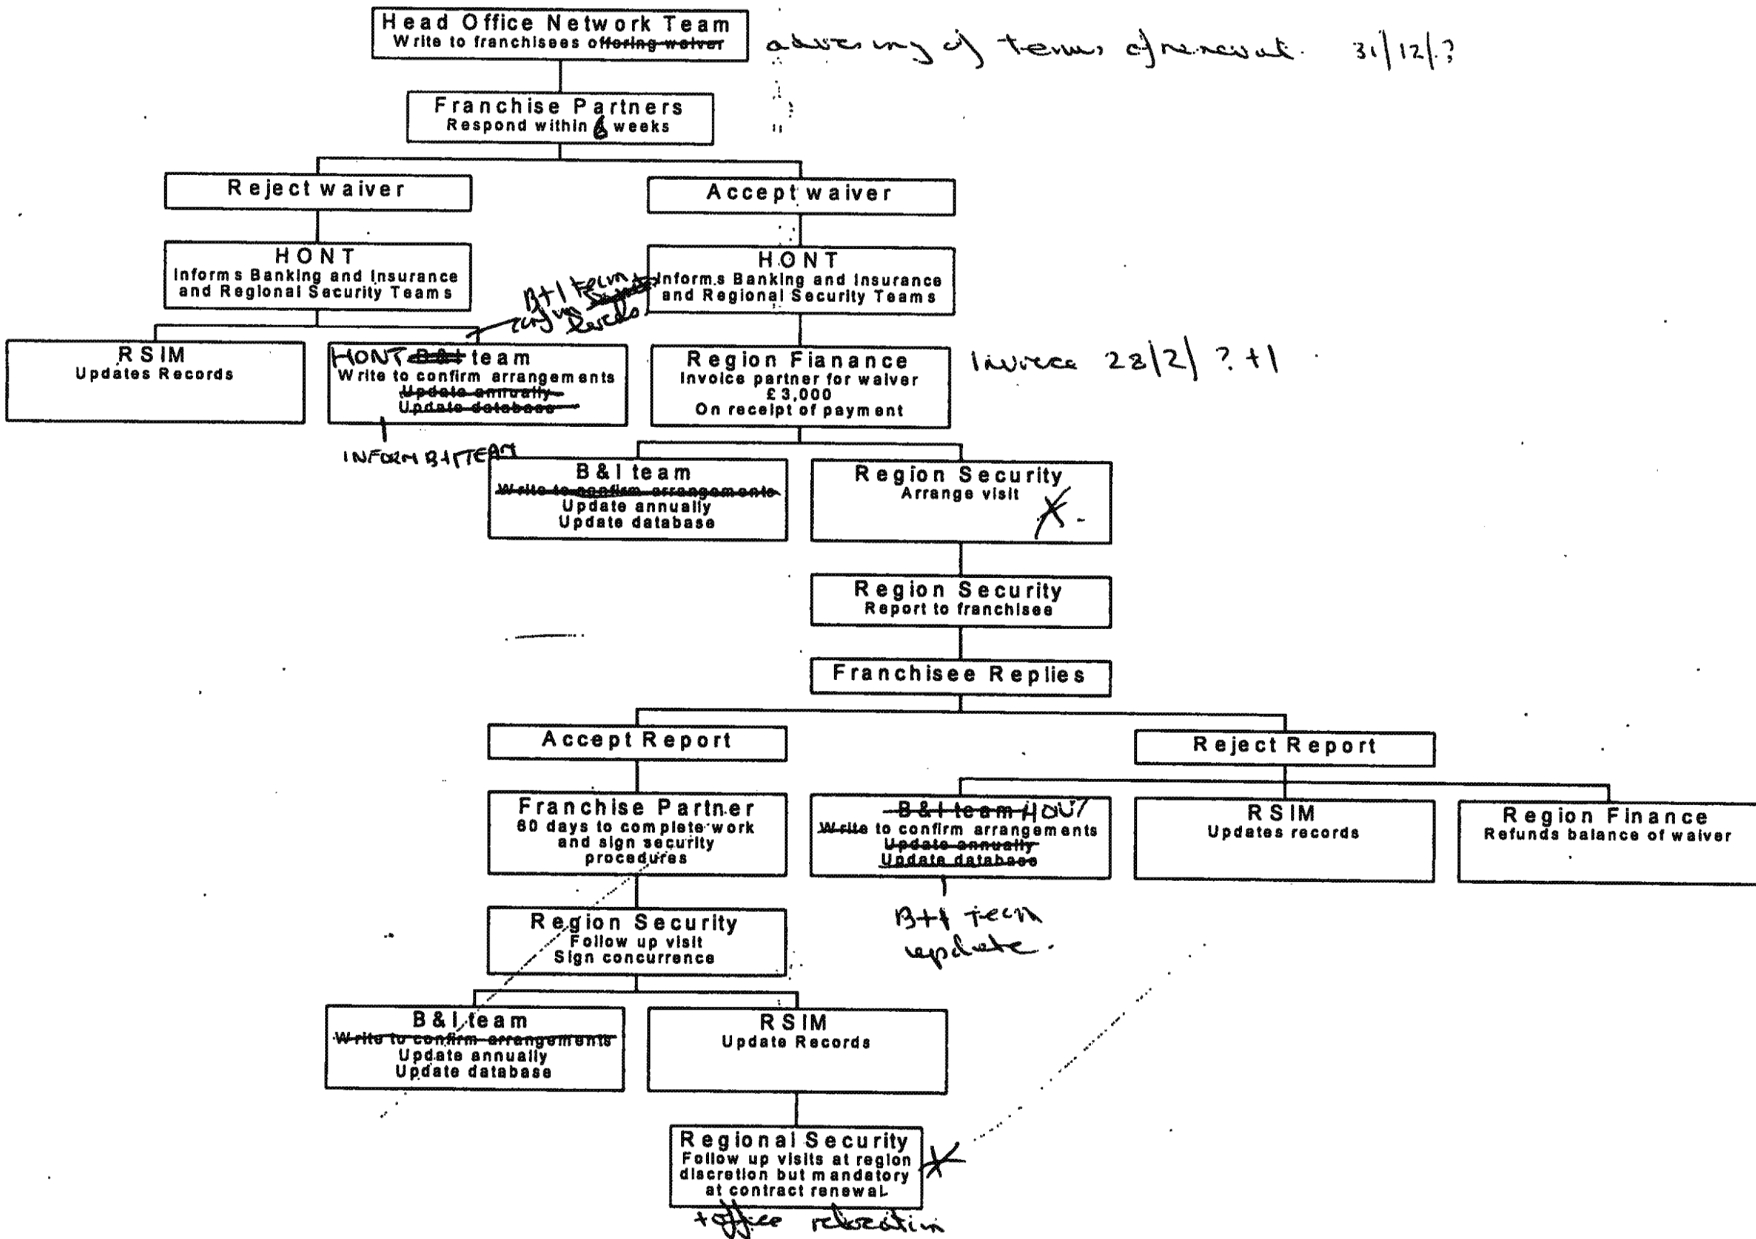 Head Office Network Team
Write to franchisees offering waiver
advising of terms of renewal. 31/12/?
Franchise Partners
Respond within 6 weeks
Reject waiver
Accept waiver
HONT
Informs Banking and Insurance
and Regional Security Teams
HONT
Informs Banking and Insurance
and Regional Security Teams
B+I team
levels
RSIM
Updates Records
HONT B&I team
Write to confirm arrangements
Update annually
Update database
INFORM B+I TEAM
Region Fianance
Invoice partner for waiver
£3,000
On receipt of payment
Invoice 28/2/ ? +1
B&I team
Write to confirm arrangements
Update annually
Update database
Region Security
Arrange visit
Region Security
Report to franchisee
Franchisee Replies
Accept Report
Reject Report
Franchise Partner
60 days to complete work
and sign security
procedures
B&I team HONT
Write to confirm arrangements
Update annually
Update database
B+I team
update.
RSIM
Updates records
Region Finance
Refunds balance of waiver
Region Security
Follow up visit
Sign concurrence
B&I team
Write to confirm arrangements
Update annually
Update database
RSIM
Update Records
Regional Security
Follow up visits at region
discretion but mandatory
at contract renewal
+ office relocation